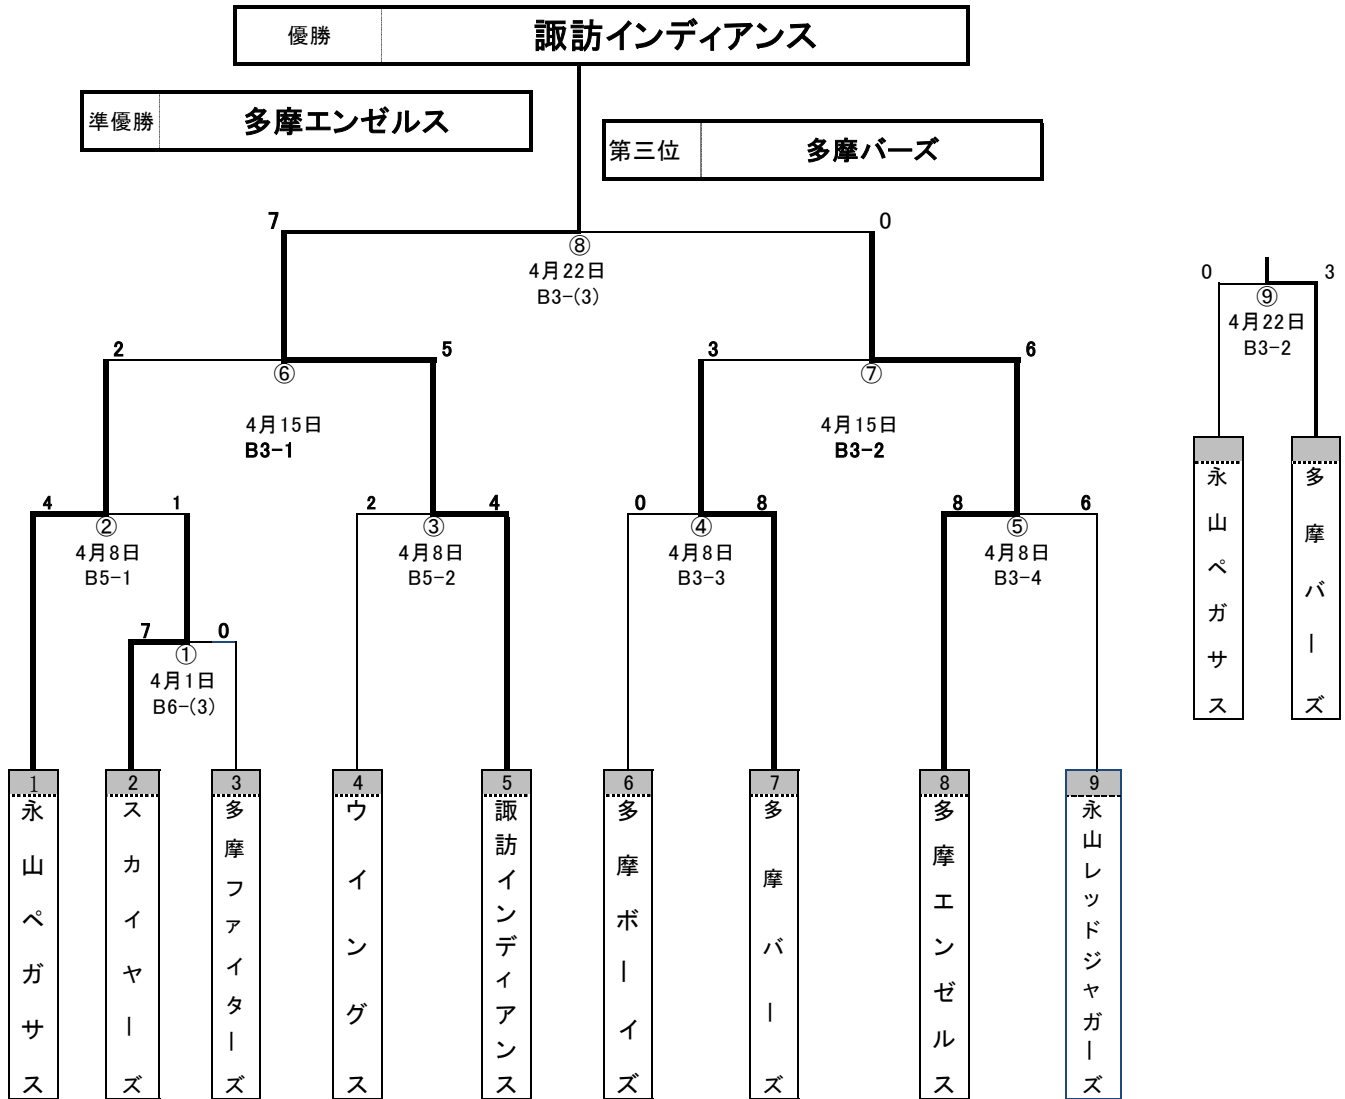 優勝 諏訪インディアンス
準優勝 多摩エンゼルス
第三位 多摩バーズ
7 0
⑧
4月22日
B3-(3)
0 3
⑨
4月22日
B3-2
永山ペガサス
多摩バーズ
2 5
⑥
4月15日
B3-1
3 6
⑦
4月15日
B3-2
4 1
②
4月8日
B5-1
2 4
③
4月8日
B5-2
0 8
④
4月8日
B3-3
8 6
⑤
4月8日
B3-4
7 0
①
4月1日
B6-(3)
1 永山ペガサス
2 スカイヤーズ
3 多摩ファイターズ
4 ウイングス
5 諏訪インディアンス
6 多摩ボーイズ
7 多摩バーズ
8 多摩エンゼルス
9 永山レッドジャガーズ